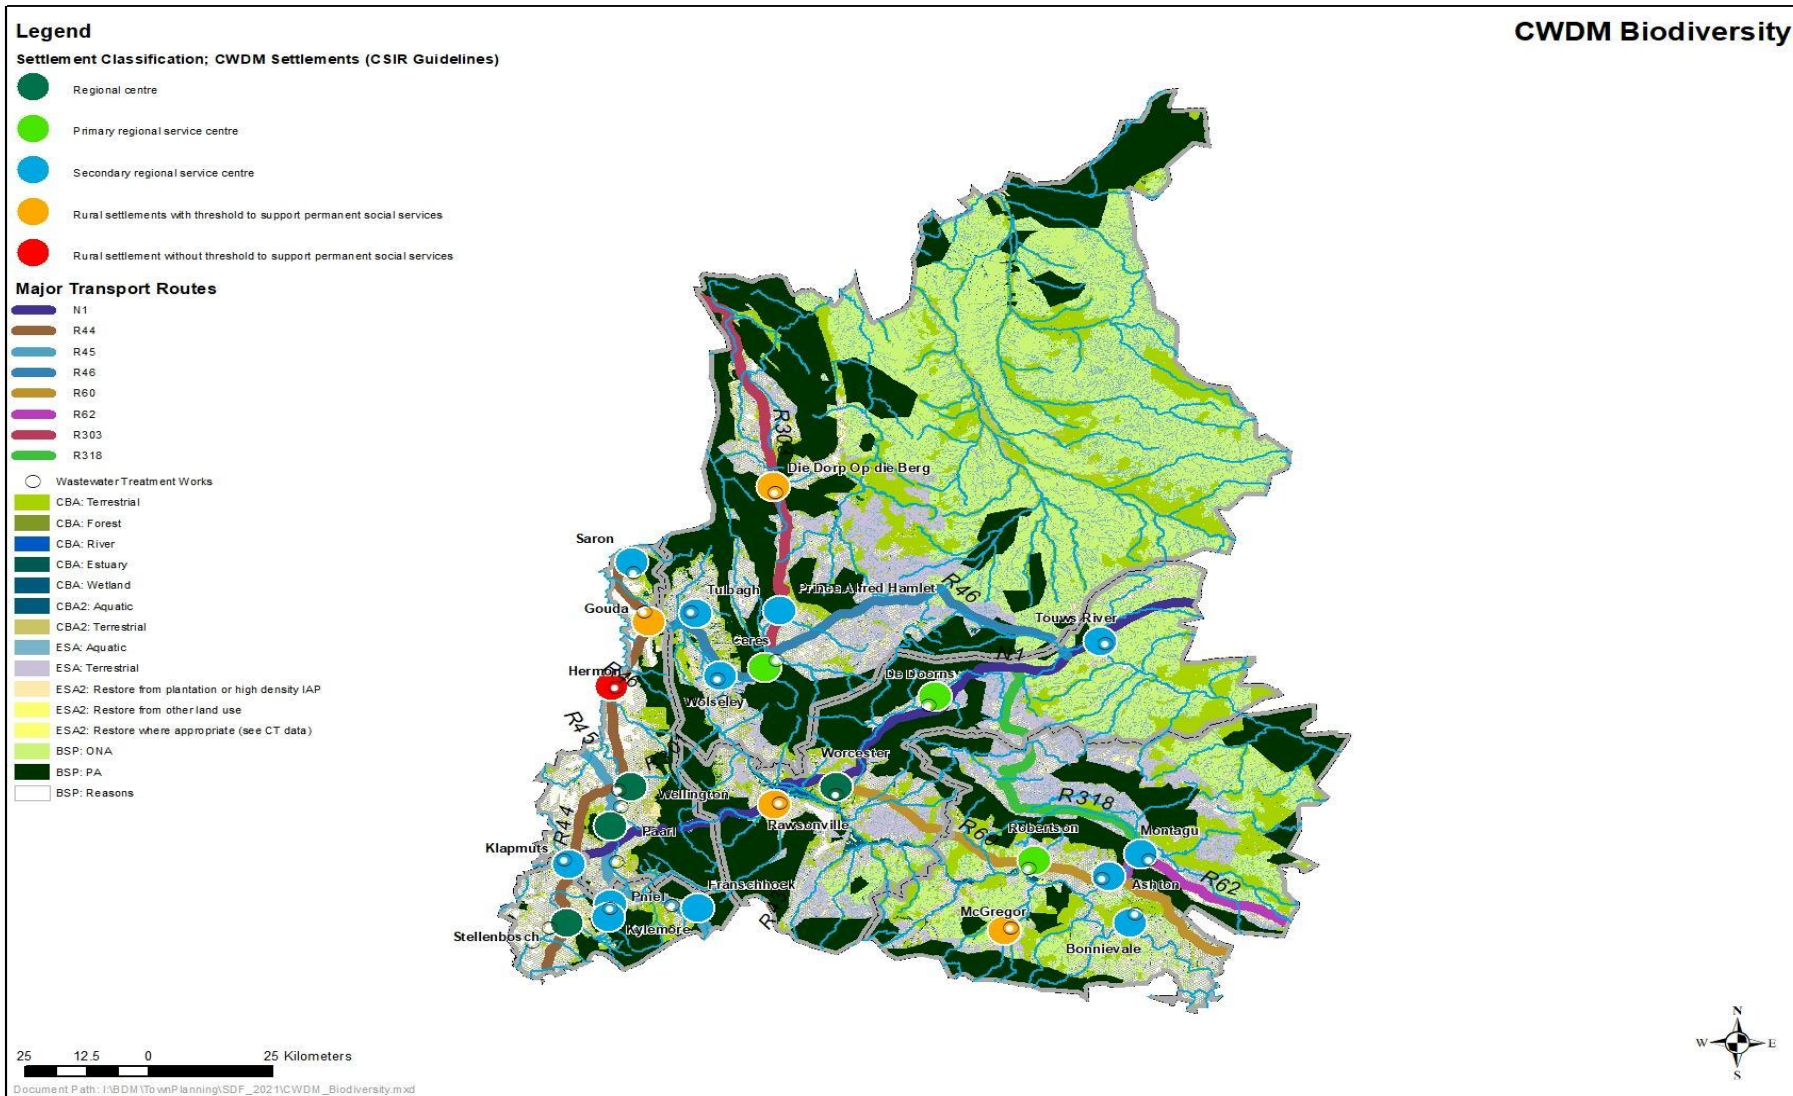 Legend
CWDM Biodiversity
Settlement Classification; CWDM Settlements (CSIR Guidelines)
Regional centre
Primary regional service centre
Secondary regional service centre
Rural settlements with threshold to support permanent social services
Rural settlement without threshold to support permanent social services
Major Transport Routes
N1
R44
R45
R46
R60
R62
R303
R318
Wastewater Treatment Works
CBA: Terrestrial
CBA: Forest
CBA: River
CBA: Estuary
CBA: Wetland
CBA2: Aquatic
CBA2: Terrestrial
ESA: Aquatic
ESA: Terrestrial
ESA2: Restore from plantation or high density IAP
ESA2: Restore from other land use
ESA2: Restore where appropriate (see CT data)
BSP: ONA
BSP: PA
BSP: Reasons
Die Dorp Op die Berg
Saron
Gouda
Tulbagh
Prince Alfred Hamlet
R46
Touws River
Ceres
N1
Hermon
De Doorns
Wolseley
R45
Worcester
Wellington
R318
Rawsonville
Robertson
Montagu
R44
Paarl
Klapmuts
R62
Franschhoek
Ashton
Pniel
McGregor
Kylemore
Stellenbosch
Bonnievale
N
W E
S
25 12.5 0 25 Kilometers
Document Path: I:\BDM\TownPlanning\SDF_2021\CWDM_Biodiversity.mxd